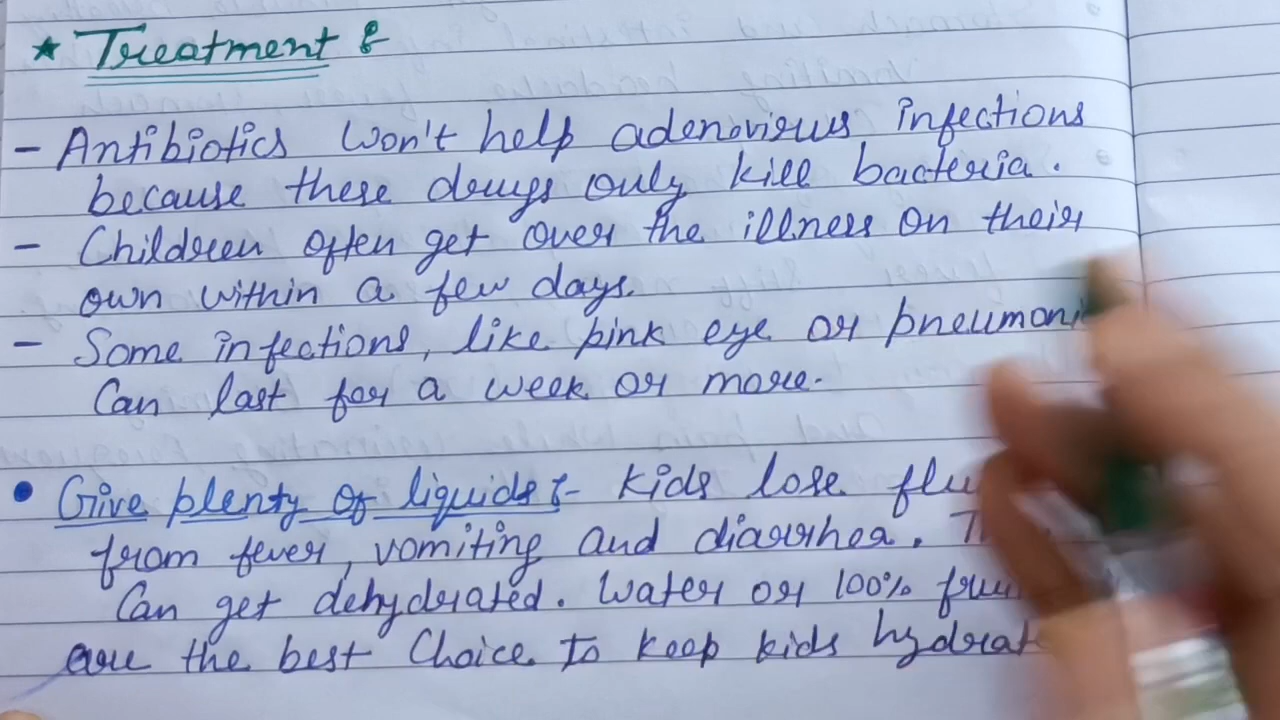 ★ Treatment :-
- Antibiotics Won't help adenovirus infections
because these drugs only kill bacteria.
- Children often get over the illness on their
own within a few days.
- Some infections, like pink eye or
Can last for a week or more.
• Give plenty of liquids :- Kids lose
from fever, vomiting and diarrhea.
Can get dehydrated. Water or 100%
are the best Choice to keep kids